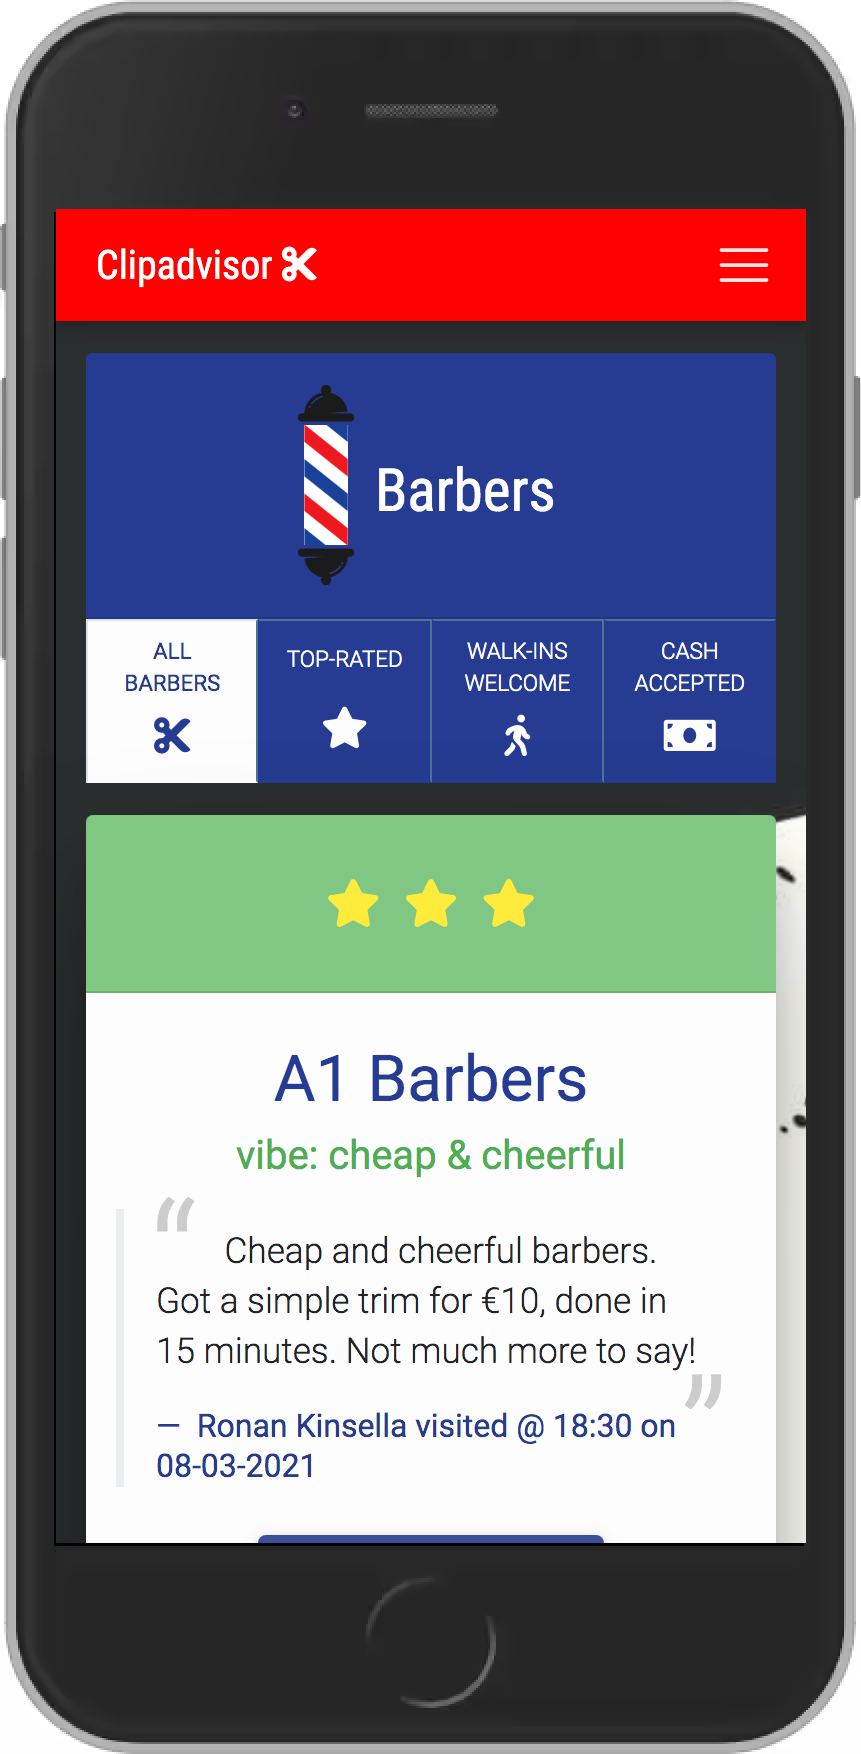 Clipadvisor
Barbers
ALL
BARBERS
TOP-RATED
WALK-INS
WELCOME
CASH
ACCEPTED
A1 Barbers
vibe: cheap & cheerful
“ Cheap and cheerful barbers.
Got a simple trim for €10, done in
15 minutes. Not much more to say! ”
— Ronan Kinsella visited @ 18:30 on
08-03-2021